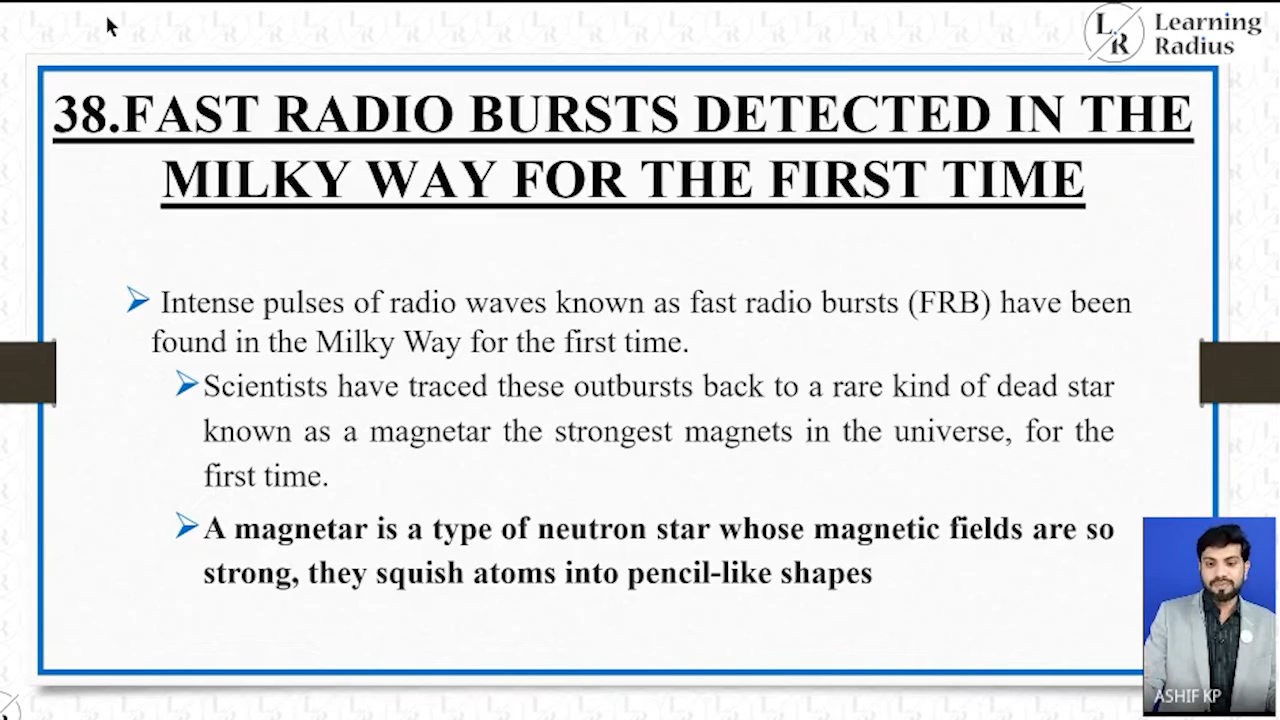 L
R
Learning
Radius
38.FAST RADIO BURSTS DETECTED IN THE
MILKY WAY FOR THE FIRST TIME
Intense pulses of radio waves known as fast radio bursts (FRB) have been
found in the Milky Way for the first time.
Scientists have traced these outbursts back to a rare kind of dead star
known as a magnetar the strongest magnets in the universe, for the
first time.
A magnetar is a type of neutron star whose magnetic fields are so
strong, they squish atoms into pencil-like shapes
ASHIF KP